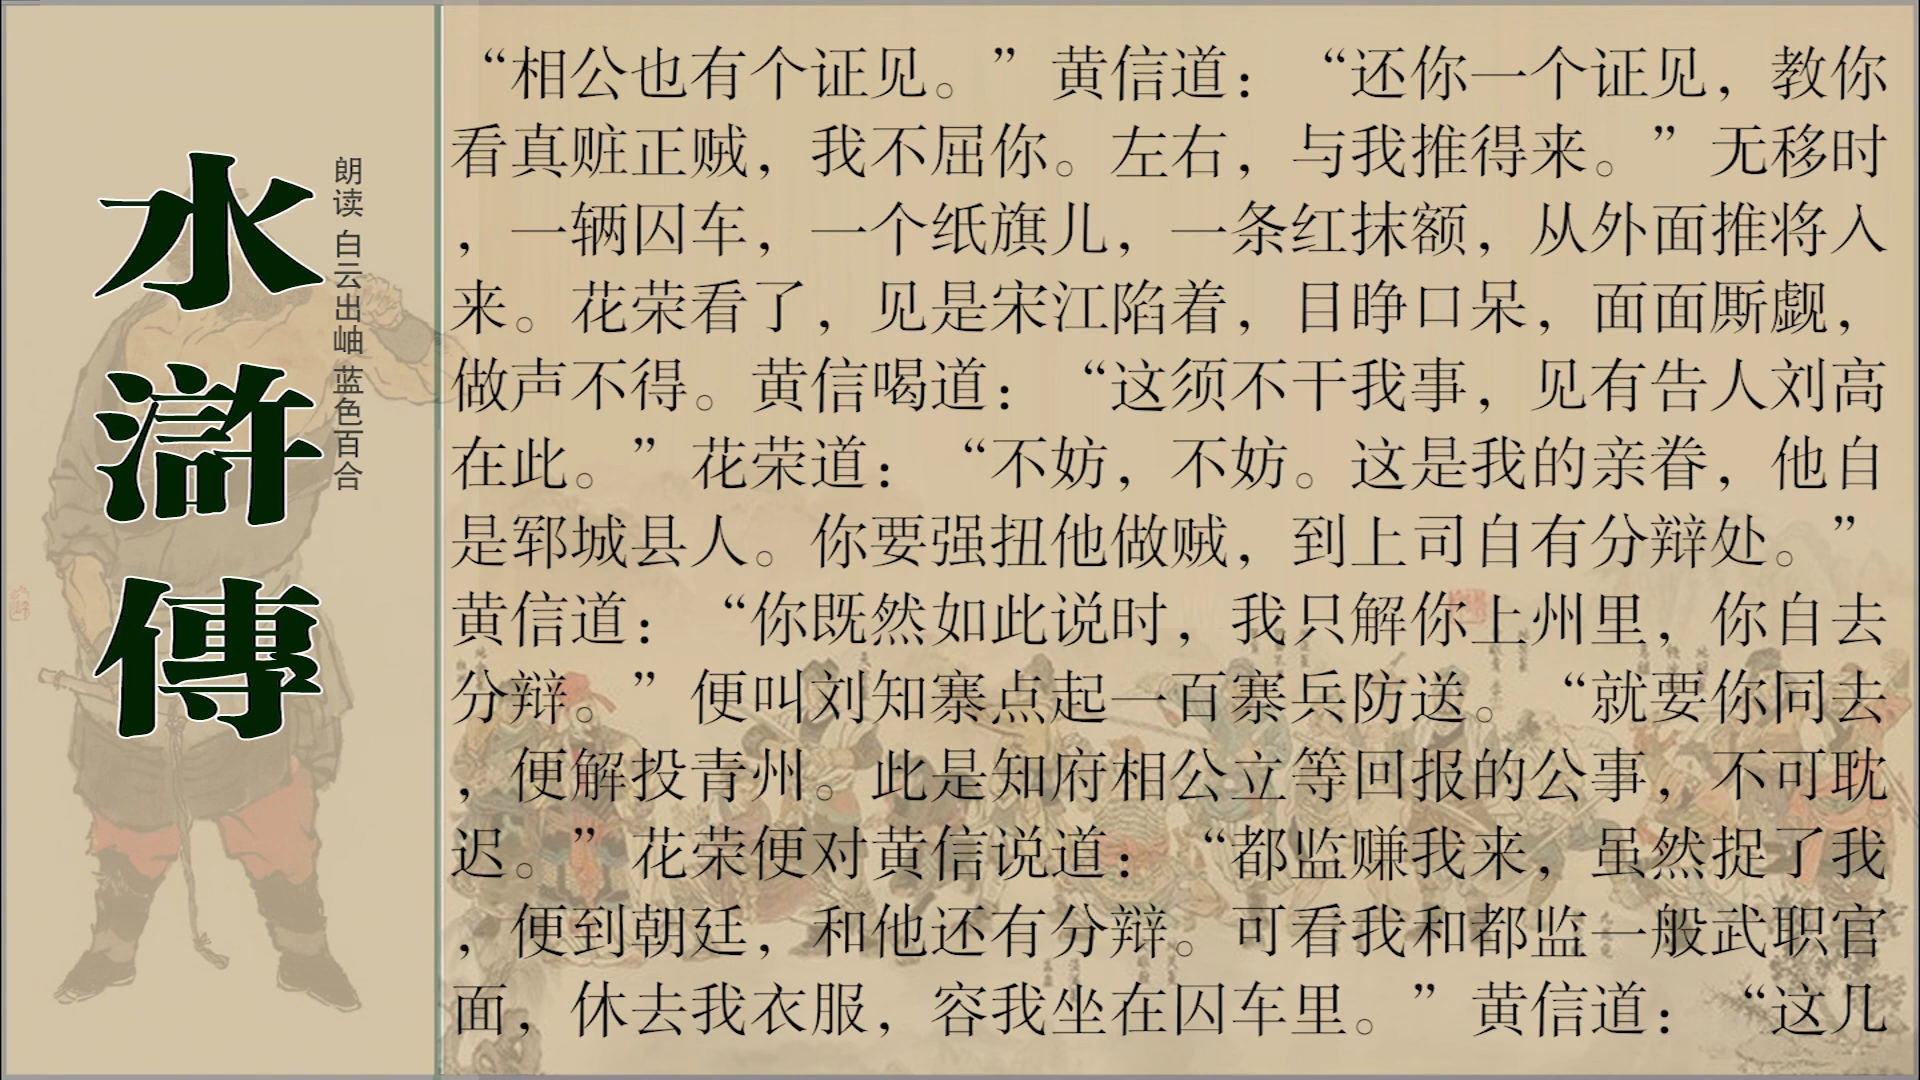 水滸傳
朗读 白云出岫 蓝色百合
“相公也有个证见。”黄信道：“还你一个证见，教你
看真赃正贼，我不屈你。左右，与我推得来。”无移时
，一辆囚车，一个纸旗儿，一条红抹额，从外面推将入
来。花荣看了，见是宋江陷着，目睁口呆，面面厮觑，
做声不得。黄信喝道：“这须不干我事，见有告人刘高
在此。”花荣道：“不妨，不妨。这是我的亲眷，他自
是郓城县人。你要强扭他做贼，到上司自有分辩处。”
黄信道：“你既然如此说时，我只解你上州里，你自去
分辩。”便叫刘知寨点起一百寨兵防送。“就要你同去
，便解投青州。此是知府相公立等回报的公事，不可耽
迟。”花荣便对黄信说道：“都监赚我来，虽然捉了我
，便到朝廷，和他还有分辩。可看我和都监一般武职官
面，休去我衣服，容我坐在囚车里。”黄信道：“这几